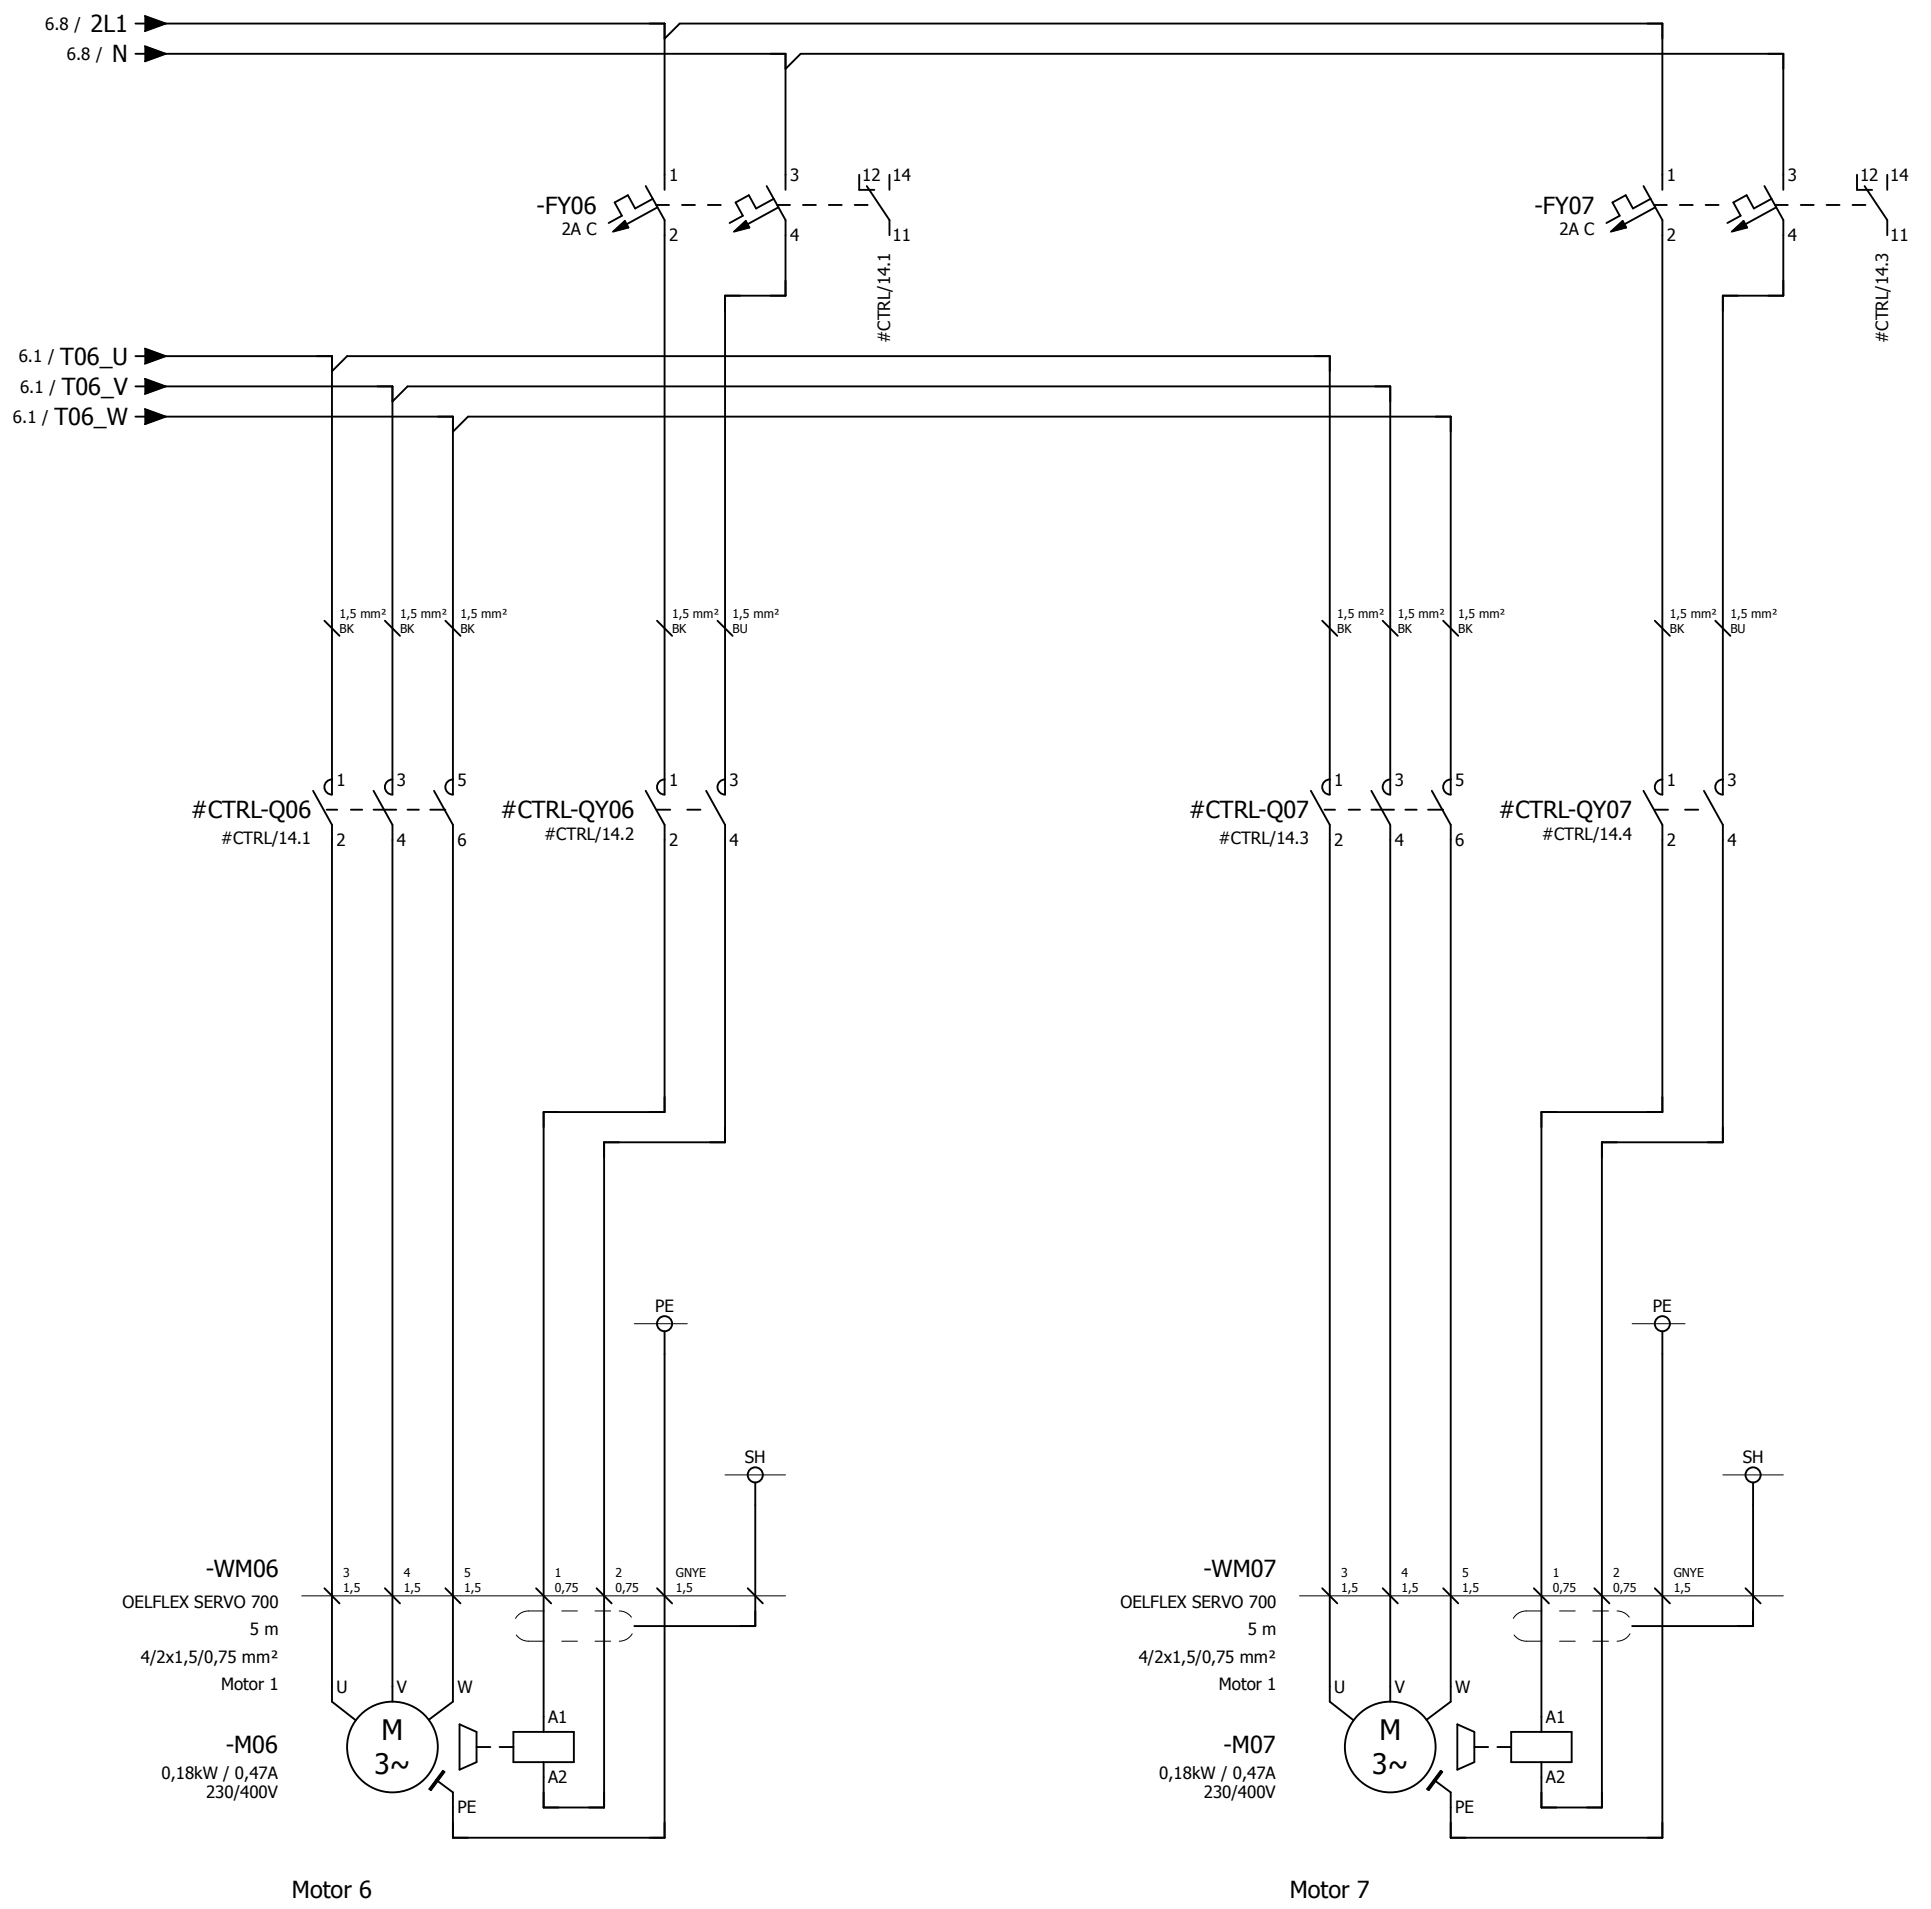 6.8 / 2L1
6.8 / N
1 3 12 14
-FY06
2A C
2 4 11
#CTRL/14.1
1 3 12 14
-FY07
2A C
2 4 11
#CTRL/14.3
6.1 / T06_U
6.1 / T06_V
6.1 / T06_W
1,5 mm² 1,5 mm² 1,5 mm² 1,5 mm² 1,5 mm²
BK BK BK BK BU
1,5 mm² 1,5 mm² 1,5 mm² 1,5 mm² 1,5 mm²
BK BK BK BK BU
1 3 5
#CTRL-Q06
#CTRL/14.1
2 4 6
1 3
#CTRL-QY06
#CTRL/14.2
2 4
1 3 5
#CTRL-Q07
#CTRL/14.3
2 4 6
1 3
#CTRL-QY07
#CTRL/14.4
2 4
PE
SH
-WM06
OELFLEX SERVO 700
5 m
4/2x1,5/0,75 mm²
Motor 1
3 4 5 1 2 GNYE
1,5 1,5 1,5 0,75 0,75 1,5
U V W
A1
A2
M
3~
PE
-M06
0,18kW / 0,47A
230/400V
Motor 6
PE
SH
-WM07
OELFLEX SERVO 700
5 m
4/2x1,5/0,75 mm²
Motor 1
3 4 5 1 2 GNYE
1,5 1,5 1,5 0,75 0,75 1,5
U V W
A1
A2
M
3~
PE
-M07
0,18kW / 0,47A
230/400V
Motor 7